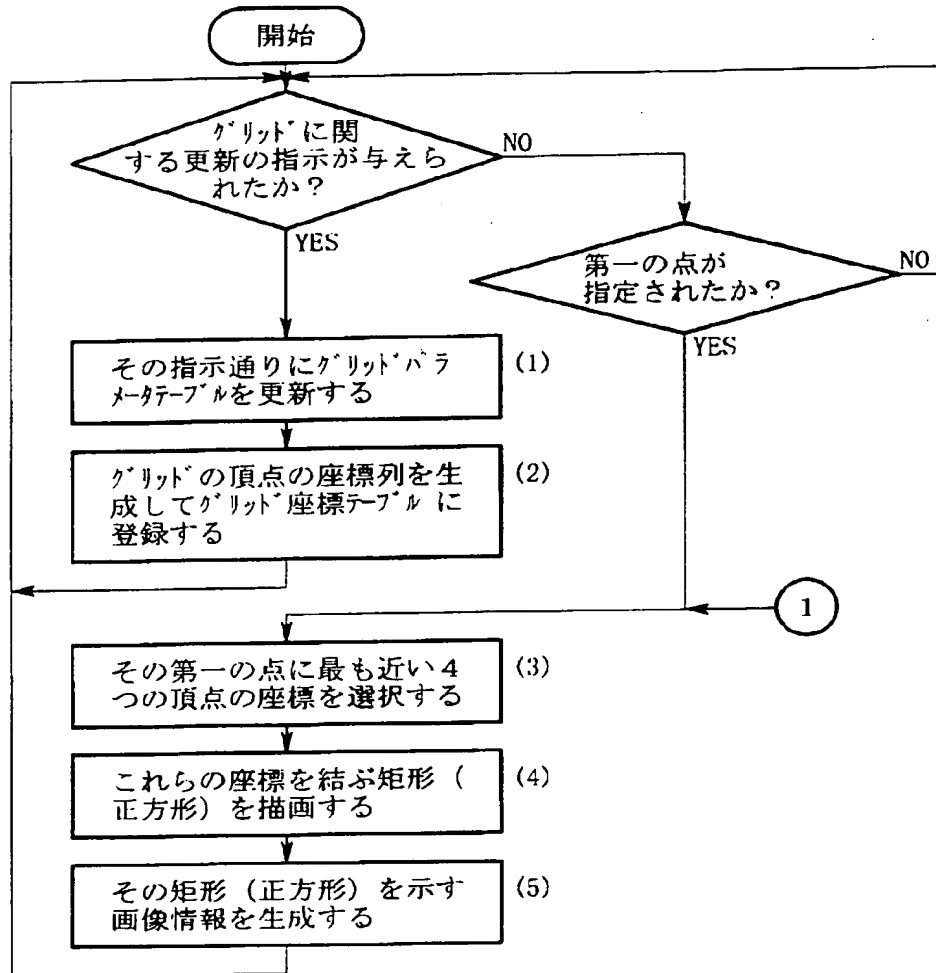 開始
グリッドに関
する更新の指示が与えら
れたか？
NO
YES
第一の点が
指定されたか？
NO
YES
その指示通りにグリッドパラ
メータテーブルを更新する
(1)
グリッドの頂点の座標列を生
成してグリッド座標テーブル に
登録する
(2)
1
その第一の点に最も近い４
つの頂点の座標を選択する
(3)
これらの座標を結ぶ矩形（
正方形）を描画する
(4)
その矩形（正方形）を示す
画像情報を生成する
(5)